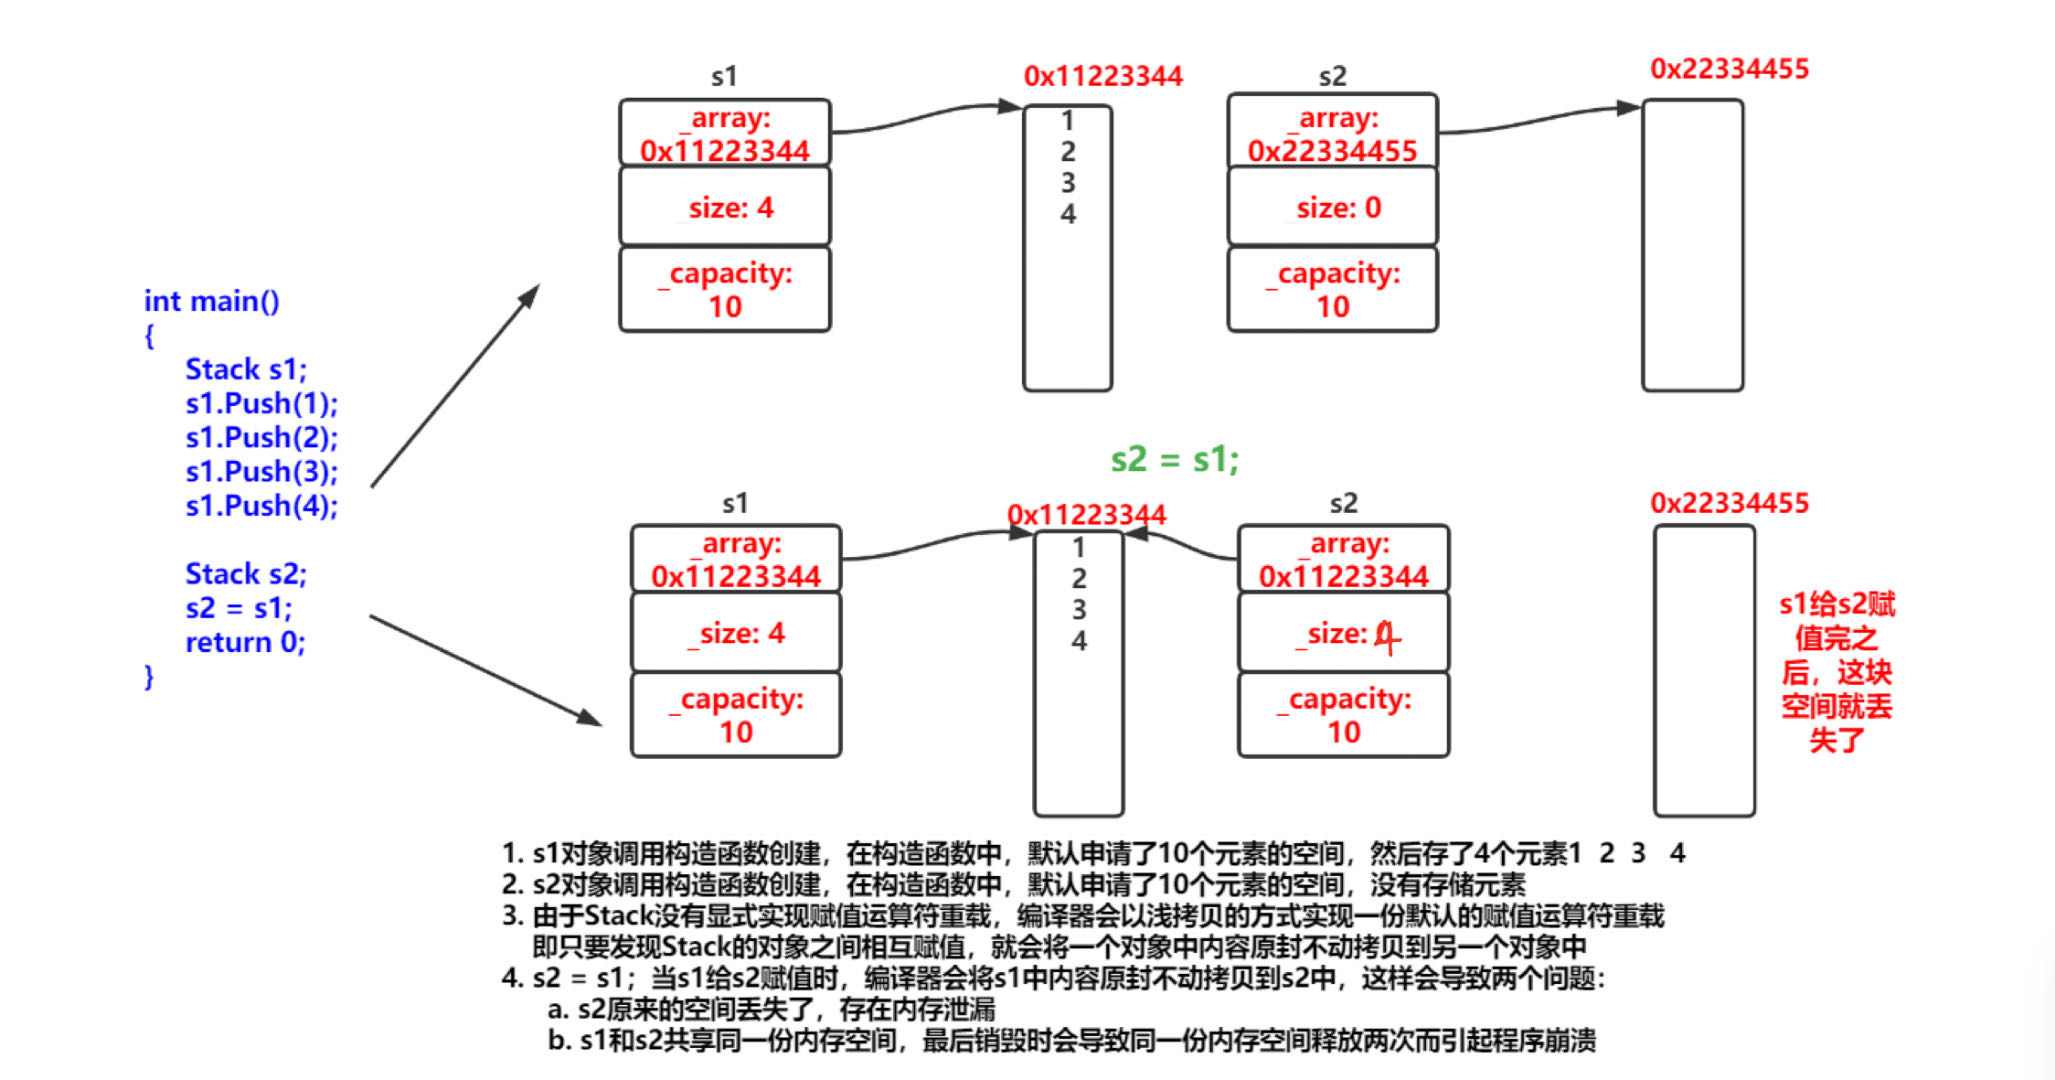 s1
0x11223344
s2
0x22334455
_array:
0x11223344
1
2
3
4
_array:
0x22334455
size: 4
size: 0
_capacity:
10
_capacity:
10
int main()
{
Stack s1;
s1.Push(1);
s1.Push(2);
s1.Push(3);
s1.Push(4);
Stack s2;
s2 = s1;
return 0;
}
s2 = s1;
s1
0x11223344
s2
0x22334455
_array:
0x11223344
1
2
3
4
_array:
0x11223344
_size: 4
_size: 4
_capacity:
10
_capacity:
10
s1给s2赋
值完之
后，这块
空间就丢
失了
1. s1对象调用构造函数创建，在构造函数中，默认申请了10个元素的空间，然后存了4个元素1 2 3 4
2. s2对象调用构造函数创建，在构造函数中，默认申请了10个元素的空间，没有存储元素
3. 由于Stack没有显式实现赋值运算符重载，编译器会以浅拷贝的方式实现一份默认的赋值运算符重载
即只要发现Stack的对象之间相互赋值，就会将一个对象中内容原封不动拷贝到另一个对象中
4. s2 = s1；当s1给s2赋值时，编译器会将s1中内容原封不动拷贝到s2中，这样会导致两个问题：
a. s2原来的空间丢失了，存在内存泄漏
b. s1和s2共享同一份内存空间，最后销毁时会导致同一份内存空间释放两次而引起程序崩溃